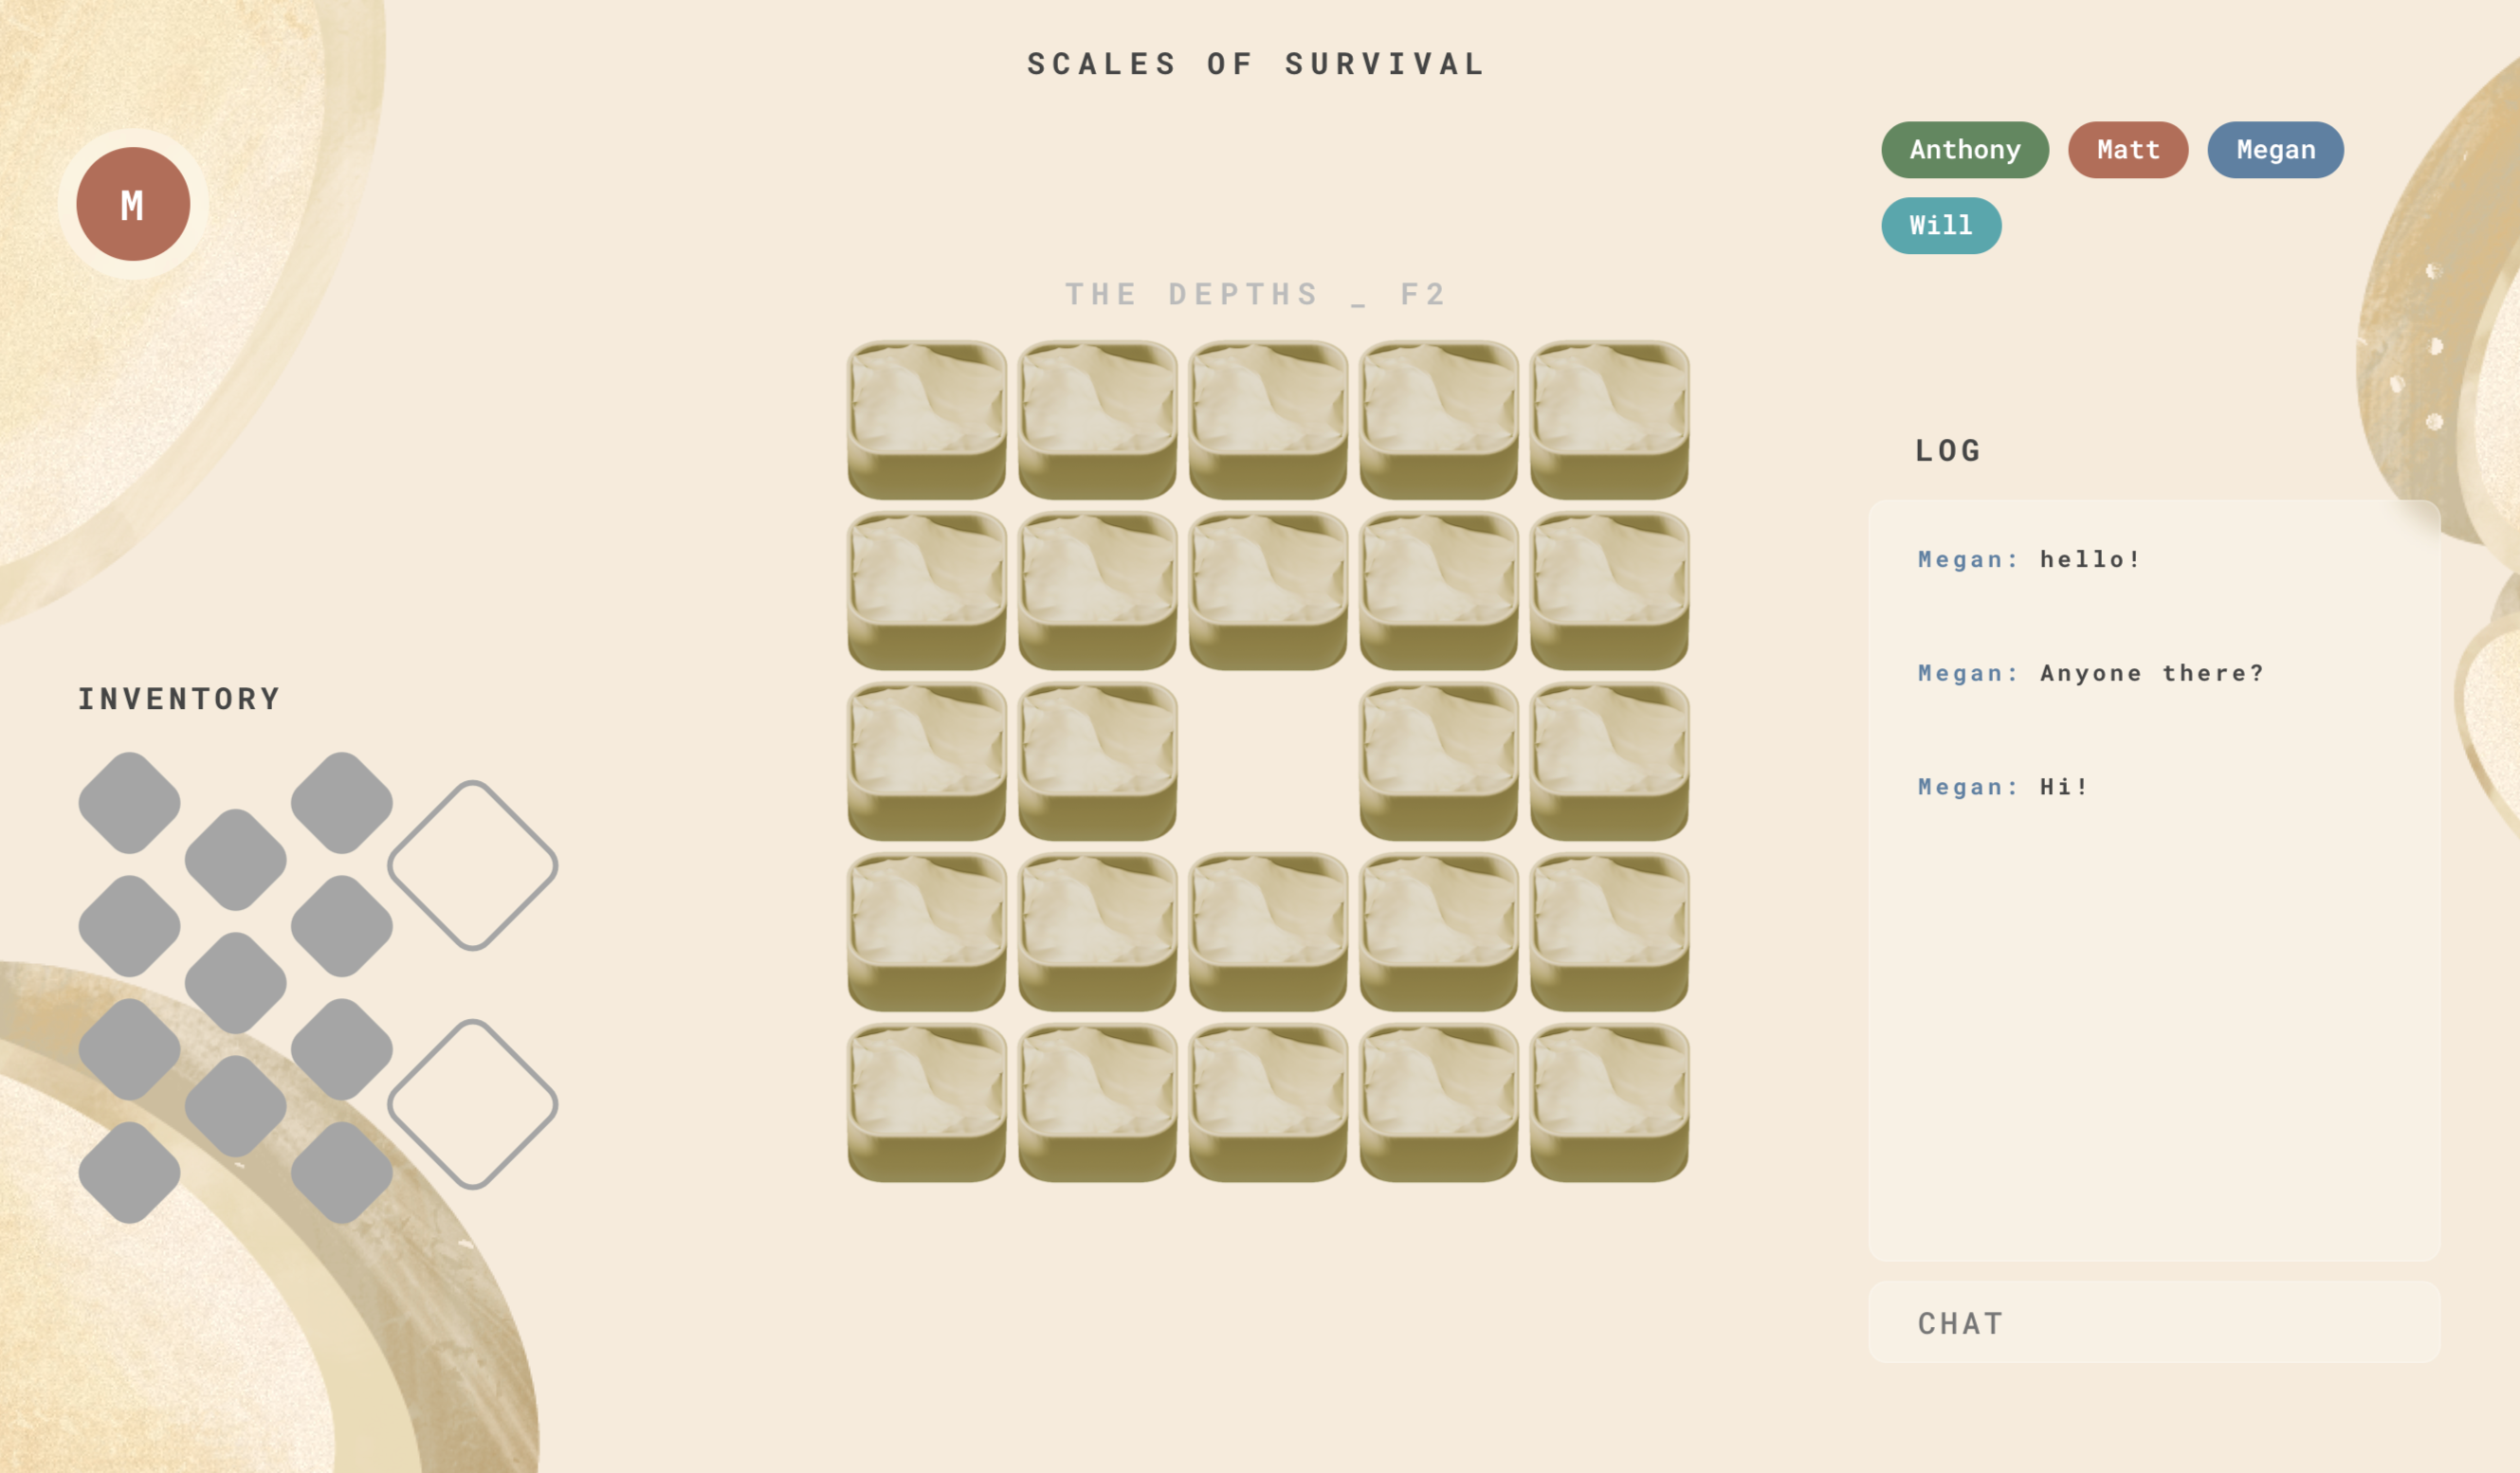 SCALES OF SURVIVAL
M
Anthony Matt Megan
Will
THE DEPTHS _ F2
LOG
Megan: hello!
Megan: Anyone there?
Megan: Hi!
INVENTORY
CHAT